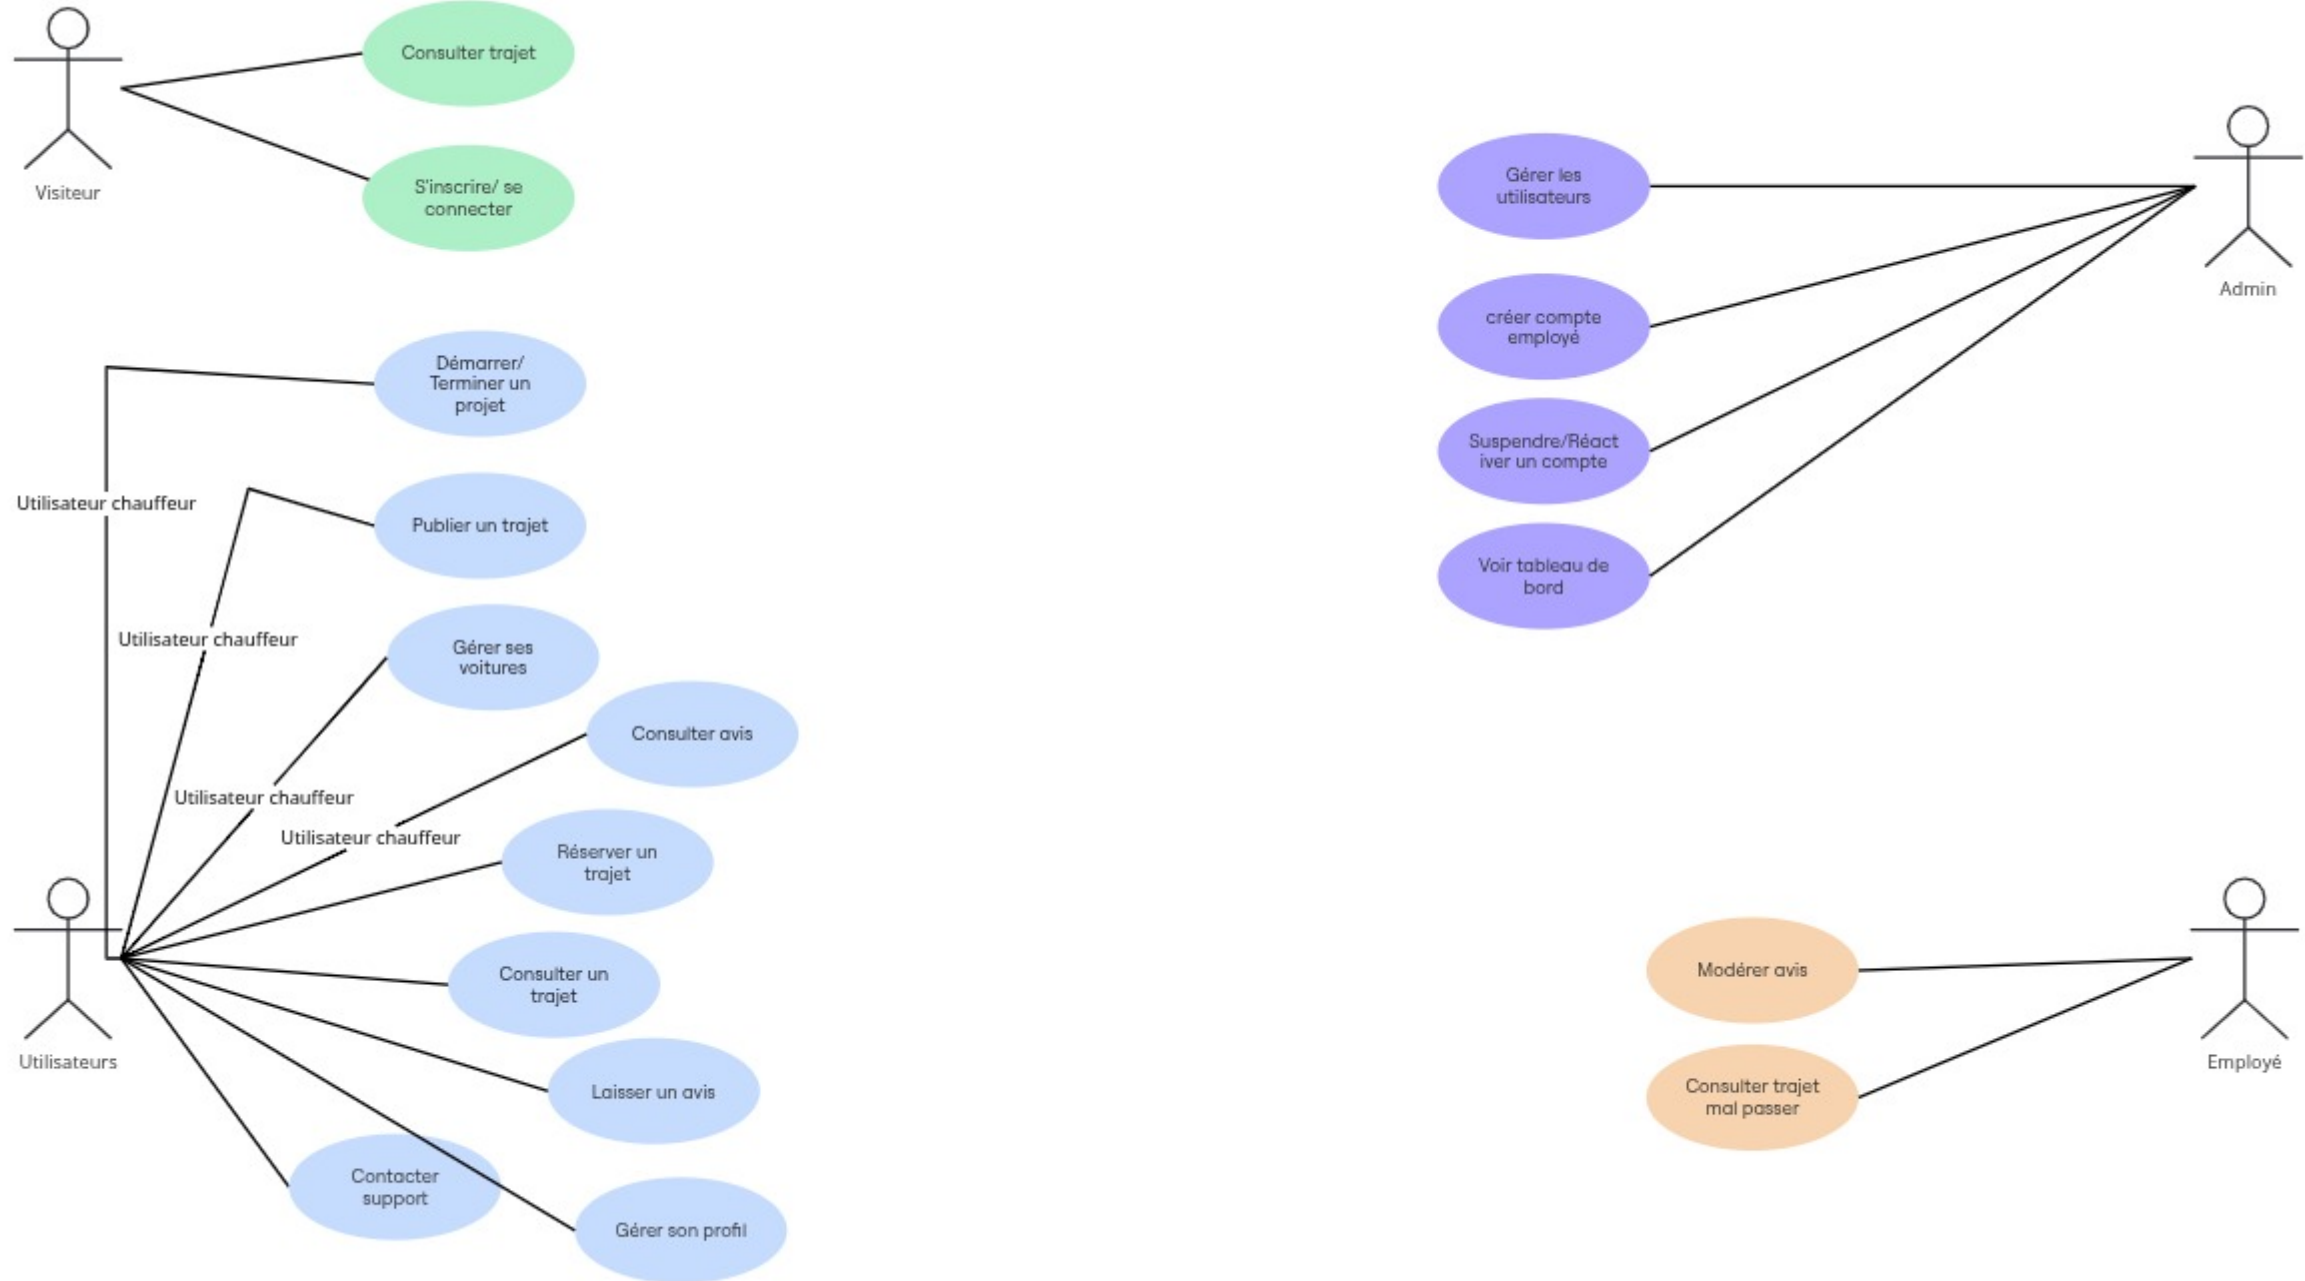 Consulter trajet
S'inscrire/ se
connecter
Visiteur
Gérer les
utilisateurs
Admin
créer compte
employé
Suspendre/Réact
iver un compte
Voir tableau de
bord
Démarrer/
Terminer un
projet
Utilisateur chauffeur
Publier un trajet
Utilisateur chauffeur
Gérer ses
voitures
Utilisateur chauffeur
Consulter avis
Utilisateur chauffeur
Réserver un
trajet
Consulter un
trajet
Utilisateurs
Laisser un avis
Contacter
support
Gérer son profil
Modérer avis
Consulter trajet
mal passer
Employé